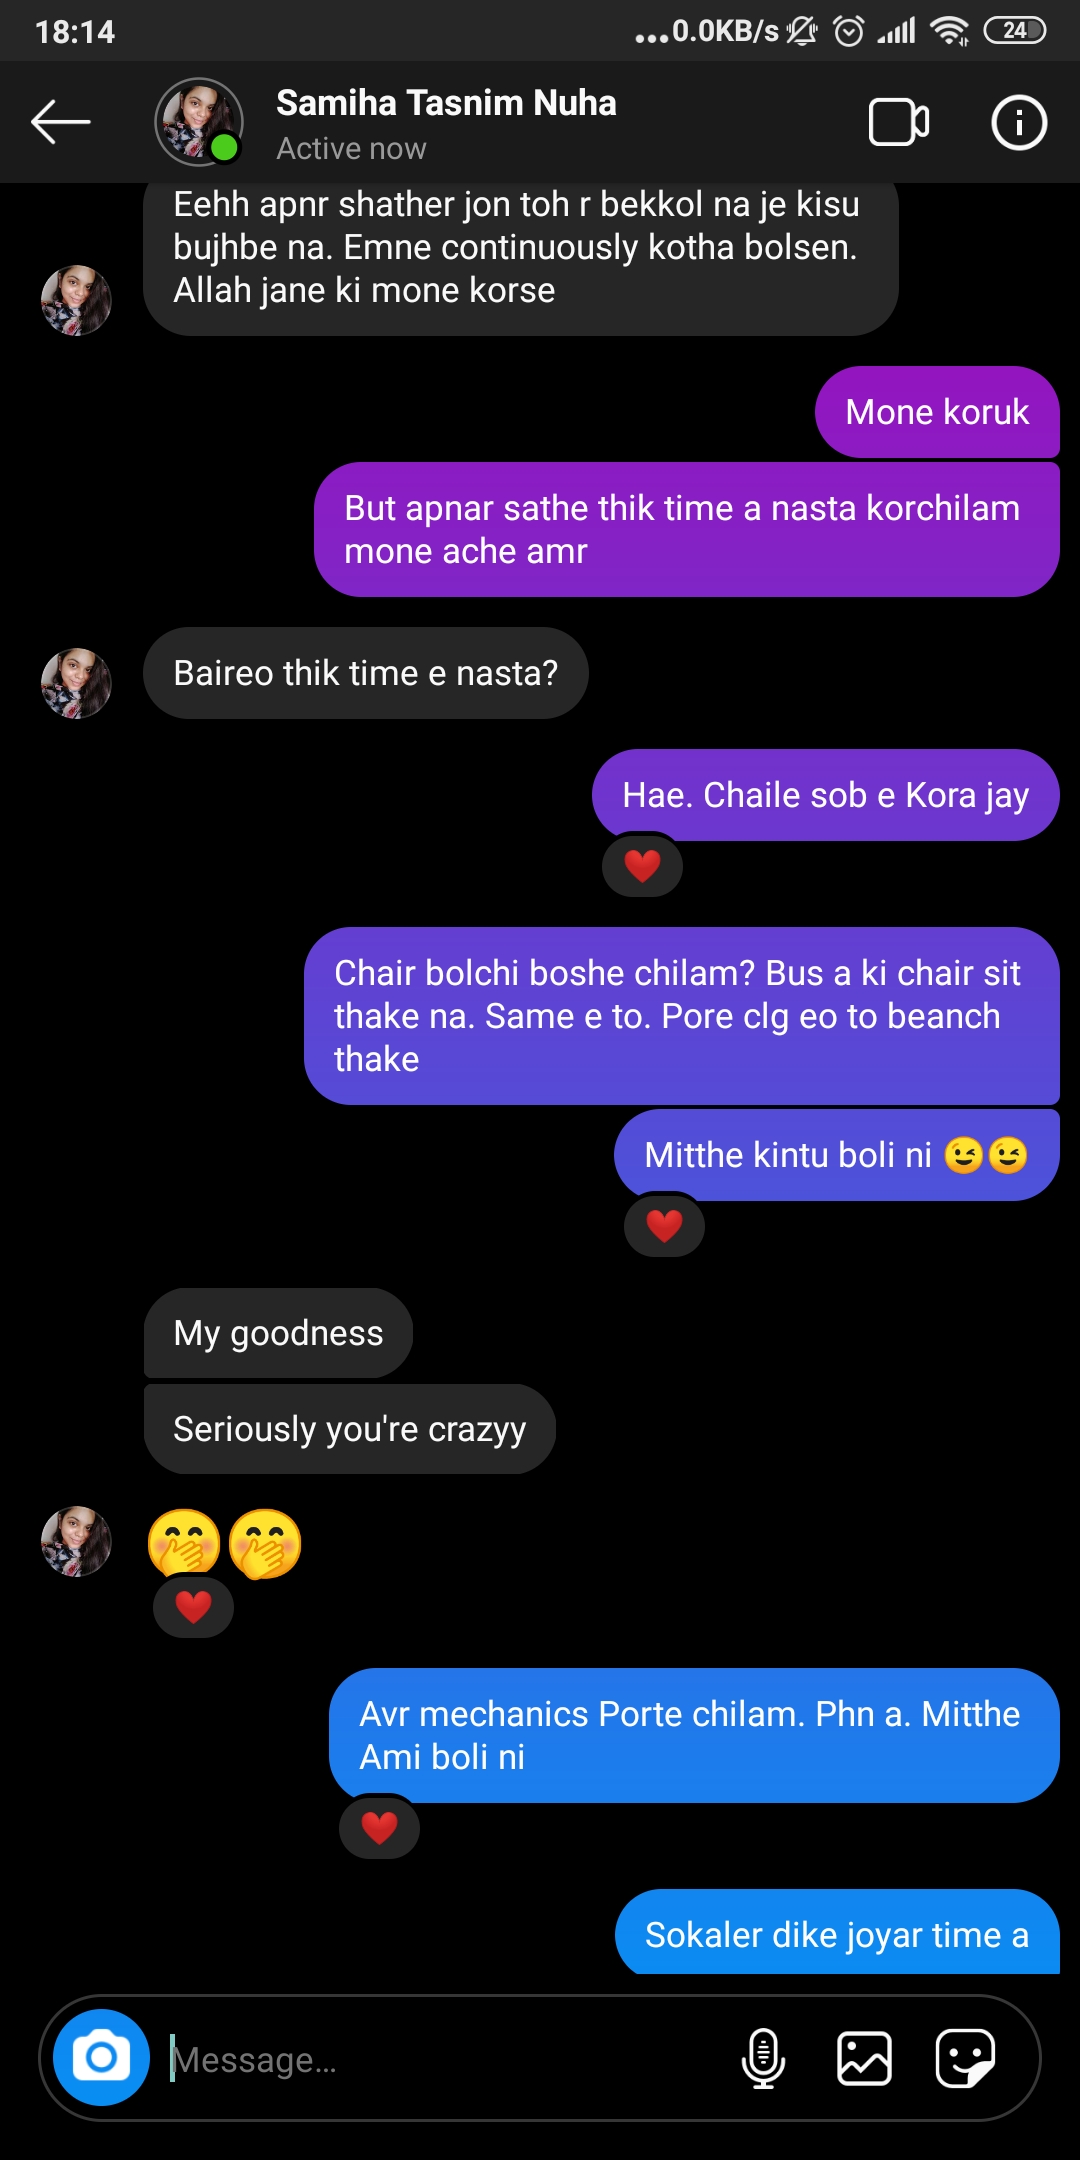 18:14
...0.0KB/s
24
Samiha Tasnim Nuha
Active now
Eehh apnr shather jon toh r bekkol na je kisu
bujhbe na. Emne continuously kotha bolsen.
Allah jane ki mone korse
Mone koruk
But apnar sathe thik time a nasta korchilam
mone ache amr
Baireo thik time e nasta?
Hae. Chaile sob e Kora jay
Chair bolchi boshe chilam? Bus a ki chair sit
thake na. Same e to. Pore clg eo to beanch
thake
Mitthe kintu boli ni 😉😉
My goodness
Seriously you're crazyy
Avr mechanics Porte chilam. Phn a. Mitthe
Ami boli ni
Sokaler dike joyar time a
Message...